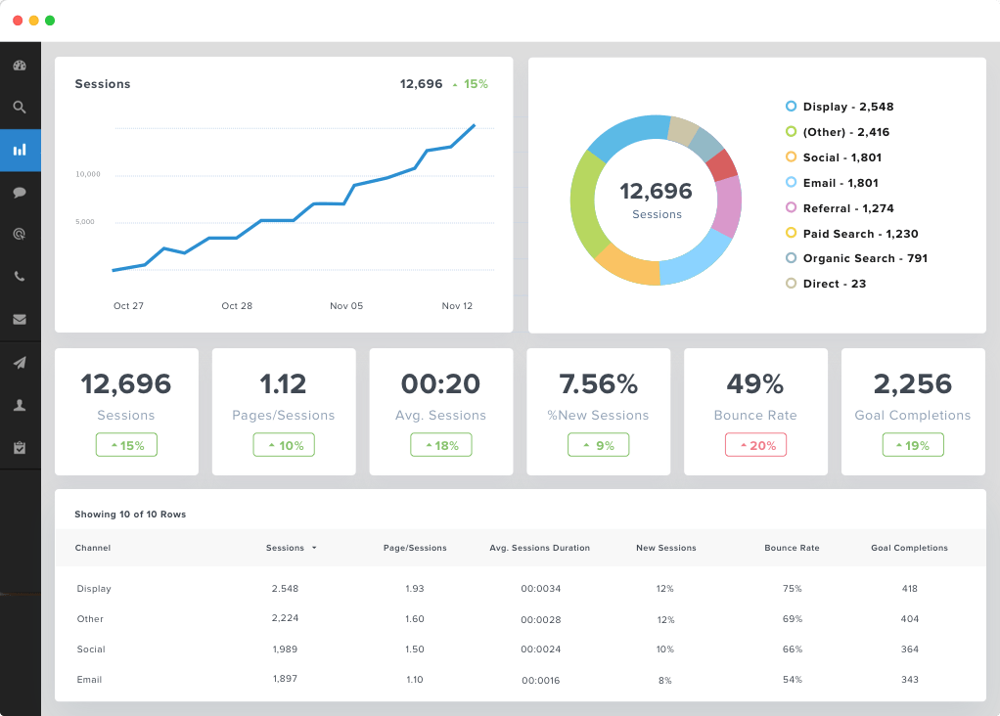 Sessions 12,696 15%
10,000
5,000
Oct 27 Oct 28 Nov 05 Nov 12
12,696
Sessions
Display - 2,548
(Other) - 2,416
Social - 1,801
Email - 1,801
Referral - 1,274
Paid Search - 1,230
Organic Search - 791
Direct - 23
12,696
Sessions
15%
1.12
Pages/Sessions
10%
00:20
Avg. Sessions
18%
7.56%
%New Sessions
9%
49%
Bounce Rate
20%
2,256
Goal Completions
19%
Showing 10 of 10 Rows
Channel Sessions Page/Sessions Avg. Sessions Duration New Sessions Bounce Rate Goal Completions
Display 2.548 1.93 00:0034 12% 75% 418
Other 2,224 1.60 00:0028 12% 69% 404
Social 1,989 1.50 00:0024 10% 66% 364
Email 1,897 1.10 00:0016 8% 54% 343